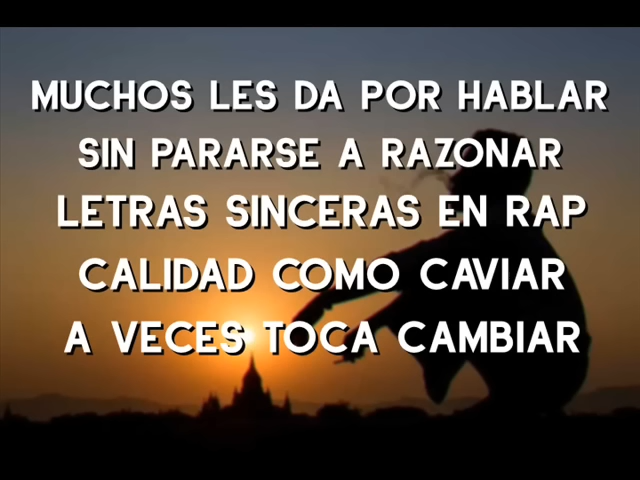 MUCHOS LES DA POR HABLAR
SIN PARARSE A RAZONAR
LETRAS SINCERAS EN RAP
CALIDAD COMO CAVIAR
A VECES TOCA CAMBIAR